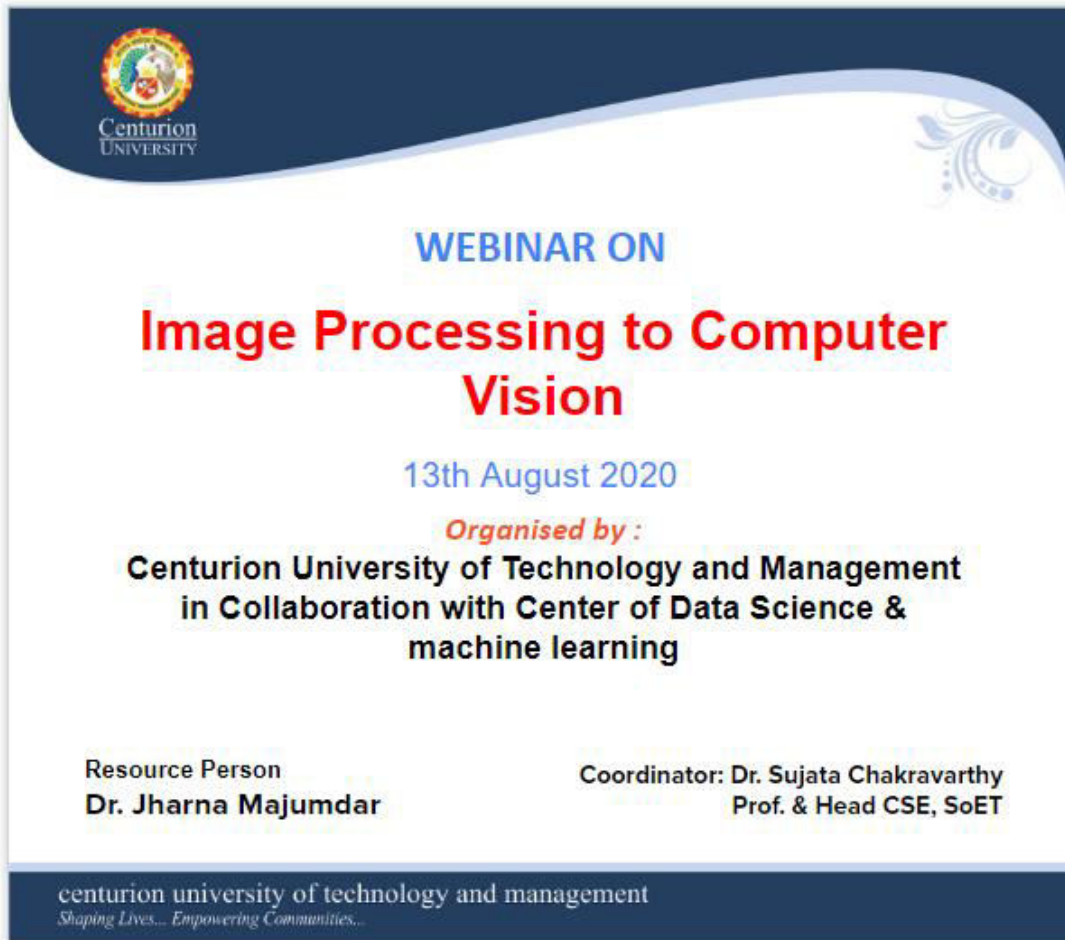 Centurion
UNIVERSITY
WEBINAR ON
Image Processing to Computer
Vision
13th August 2020
Organised by :
Centurion University of Technology and Management
in Collaboration with Center of Data Science &
machine learning
Resource Person
Dr. Jharna Majumdar
Coordinator: Dr. Sujata Chakravarthy
Prof. & Head CSE, SoET
centurion university of technology and management
Shaping Lives... Empowering Communities...